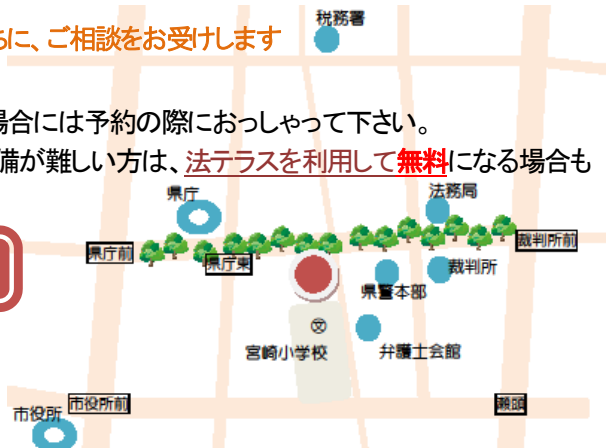 税務署
ちに、ご相談をお受けします
場合には予約の際におっしゃって下さい。
備が難しい方は、法テラスを利用して無料になる場合も
県庁
法務局
県庁前
県庁東
裁判所前
裁判所
県警本部
文
宮崎小学校
弁護士会館
市役所
市役所前
瀬頭